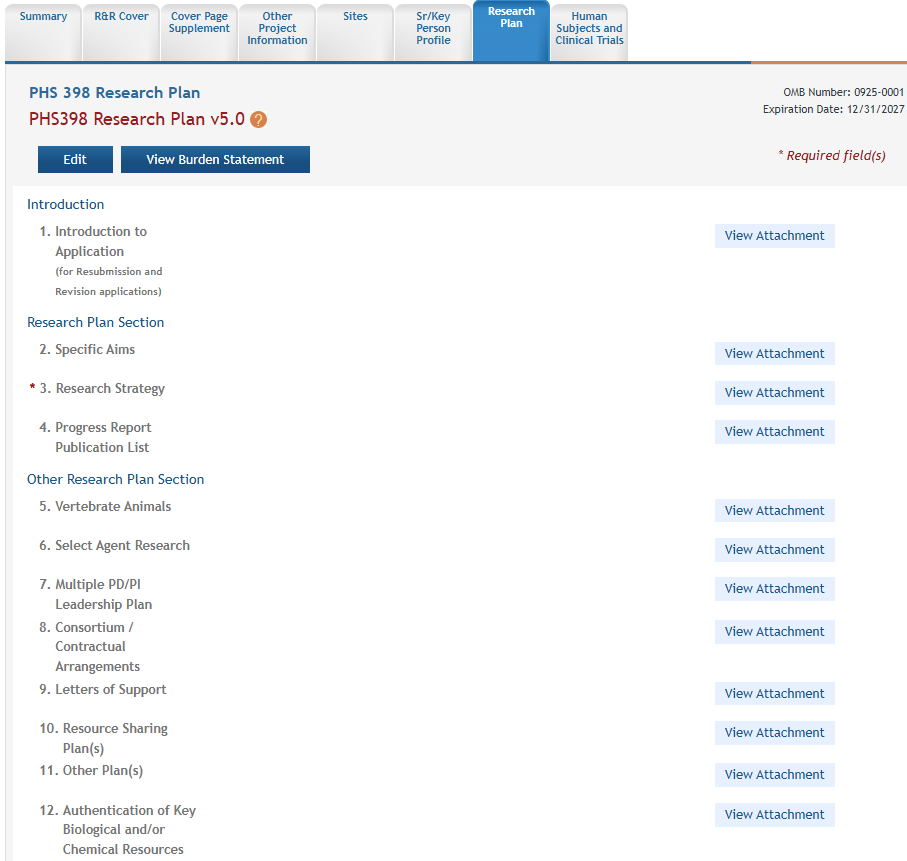 Summary
R&R Cover
Cover Page
Supplement
Other
Project
Information
Sites
Sr/Key
Person
Profile
Research
Plan
Human
Subjects and
Clinical Trials
PHS 398 Research Plan
OMB Number: 0925-0001
PHS398 Research Plan v5.0 ?
Expiration Date: 12/31/2027
Edit
View Burden Statement
* Required field(s)
Introduction
1. Introduction to
Application
(for Resubmission and
Revision applications)
View Attachment
Research Plan Section
2. Specific Aims
View Attachment
* 3. Research Strategy
View Attachment
4. Progress Report
Publication List
View Attachment
Other Research Plan Section
5. Vertebrate Animals
View Attachment
6. Select Agent Research
View Attachment
7. Multiple PD/PI
Leadership Plan
View Attachment
8. Consortium /
Contractual
Arrangements
View Attachment
9. Letters of Support
View Attachment
10. Resource Sharing
Plan(s)
View Attachment
11. Other Plan(s)
View Attachment
12. Authentication of Key
Biological and/or
Chemical Resources
View Attachment